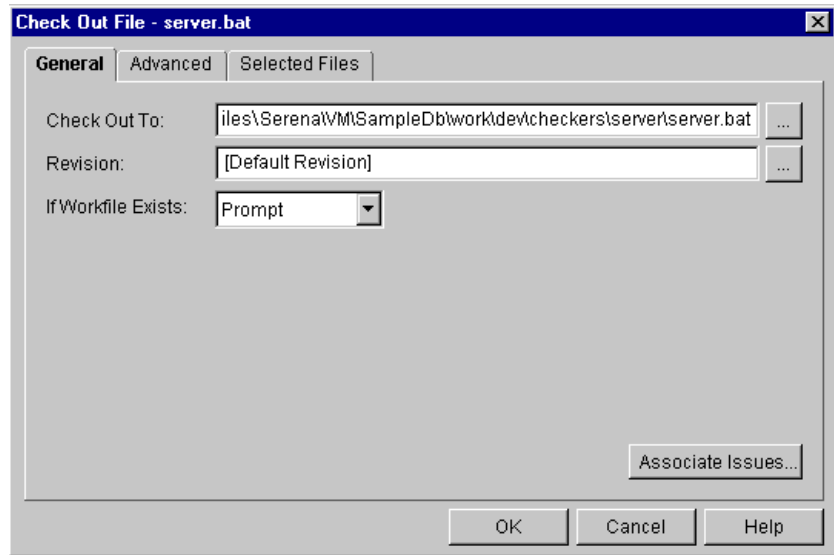 Check Out File - server.bat
General Advanced Selected Files
Check Out To: iles\Serena\VM\SampleDb\work\dev\checkers\server\server.bat ...
Revision: [Default Revision] ...
If Workfile Exists: Prompt
Associate Issues...
OK Cancel Help